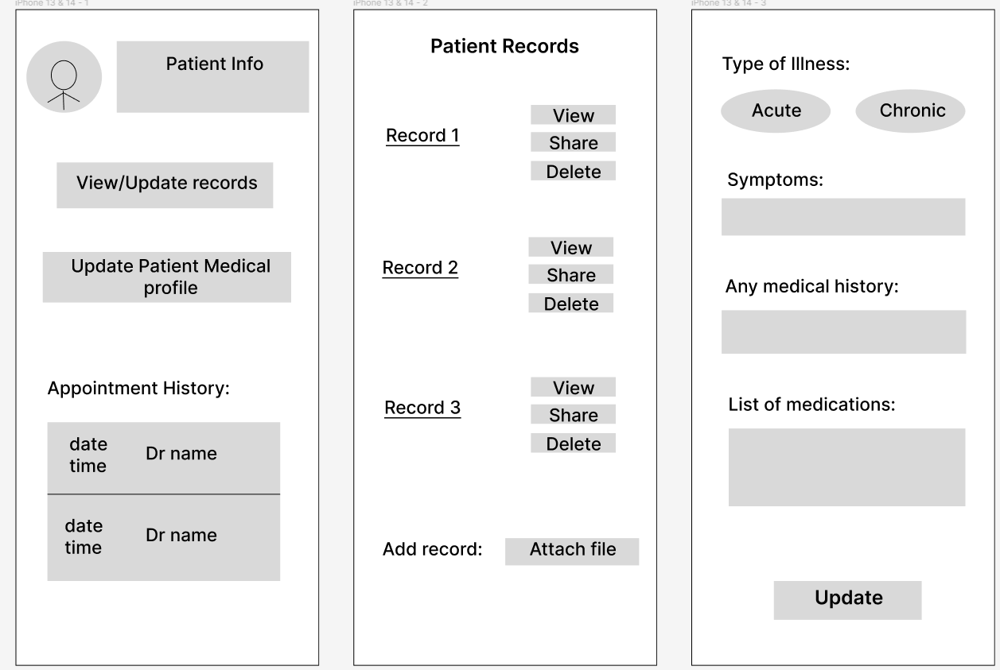 iPhone 13 & 14 - 1
Patient Info
View/Update records
Update Patient Medical
profile
Appointment History:
date
time
Dr name
date
time
Dr name
iPhone 13 & 14 - 2
Patient Records
Record 1
View
Share
Delete
Record 2
View
Share
Delete
Record 3
View
Share
Delete
Add record:
Attach file
iPhone 13 & 14 - 3
Type of Illness:
Acute
Chronic
Symptoms:
Any medical history:
List of medications:
Update